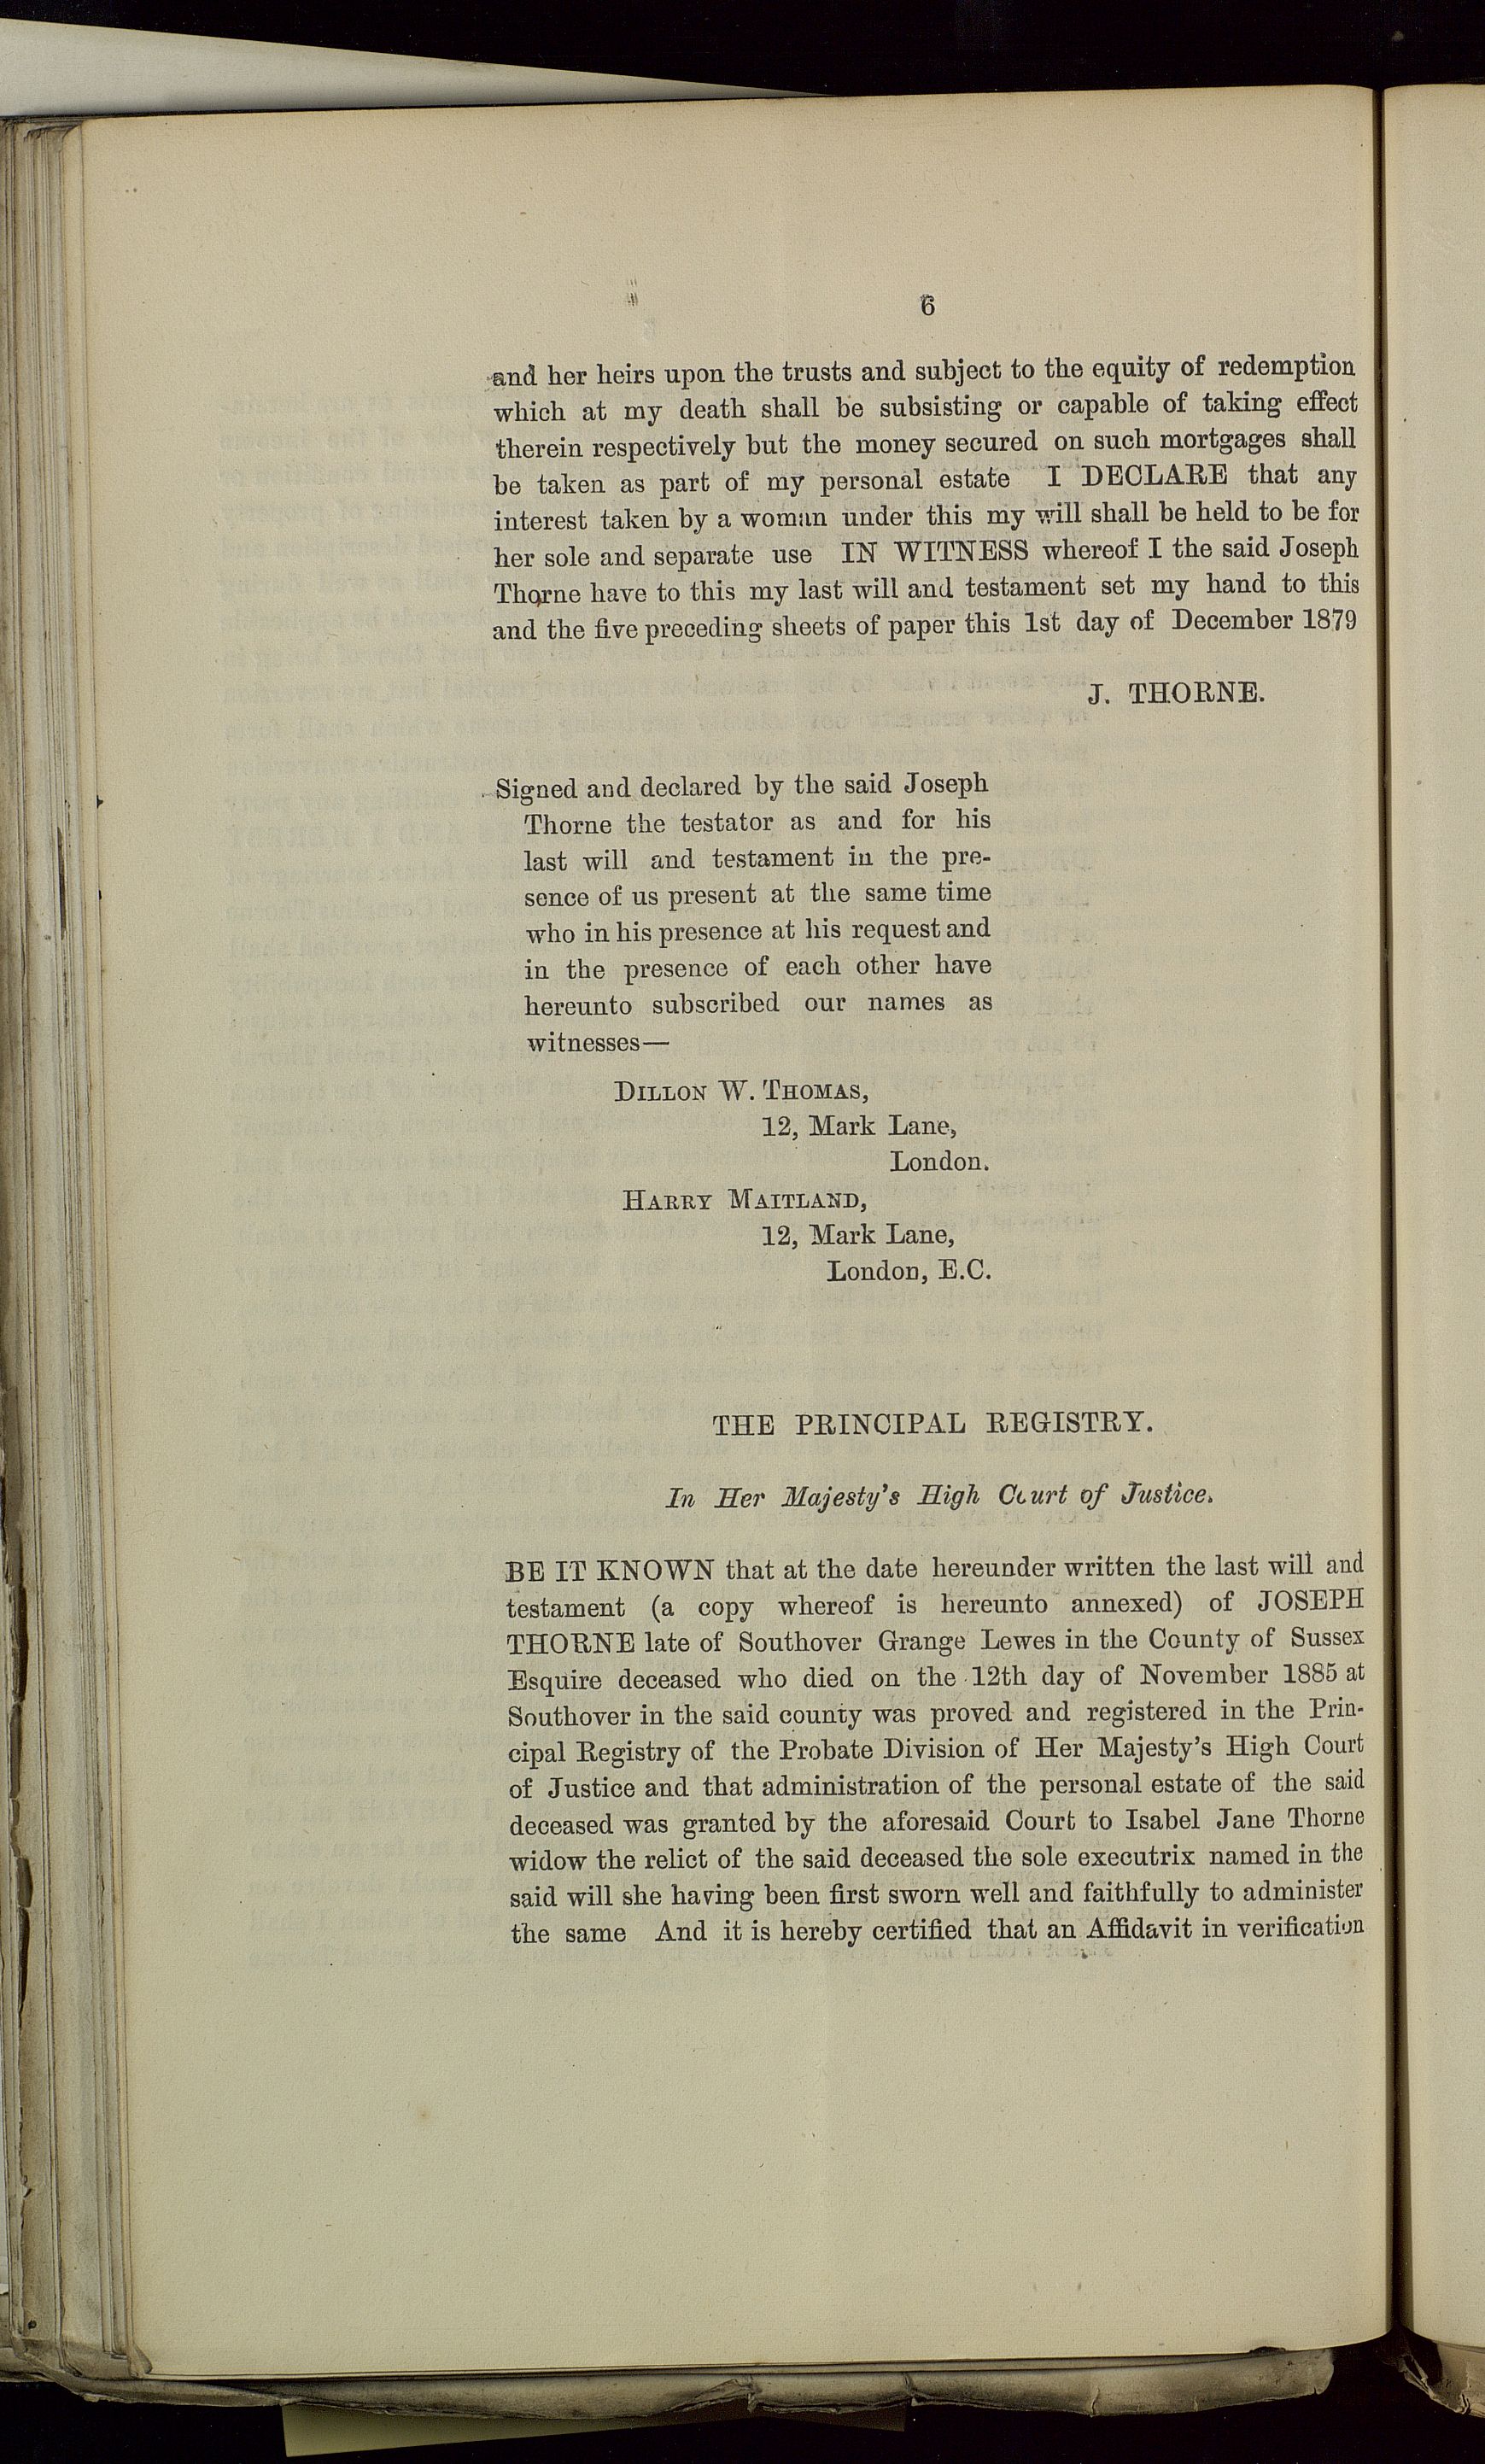 6
and her heirs upon the trusts and subject to the equity of redemption
which at my death shall be subsisting or capable of taking effect
therein respectively but the money secured on such mortgages shall
be taken as part of my personal estate I DECLARE that any
interest taken by a woman under this my will shall be held to be for
her sole and separate use IN WITNESS whereof I the said Joseph
Thorne have to this my last will and testament set my hand to this
and the five preceding sheets of paper this 1st day of December 1879
J. THORNE.
Signed and declared by the said Joseph
Thorne the testator as and for his
last will and testament in the pre-
sence of us present at the same time
who in his presence at his request and
in the presence of each other have
hereunto subscribed our names as
witnesses—
DILLON W. THOMAS,
12, Mark Lane,
London.
HARRY MAITLAND,
12, Mark Lane,
London, E.C.
THE PRINCIPAL REGISTRY.
In Her Majesty's High Court of Justice.
BE IT KNOWN that at the date hereunder written the last will and
testament (a copy whereof is hereunto annexed) of JOSEPH
THORNE late of Southover Grange Lewes in the County of Sussex
Esquire deceased who died on the 12th day of November 1885 at
Southover in the said county was proved and registered in the Prin-
cipal Registry of the Probate Division of Her Majesty's High Court
of Justice and that administration of the personal estate of the said
deceased was granted by the aforesaid Court to Isabel Jane Thorne
widow the relict of the said deceased the sole executrix named in the
said will she having been first sworn well and faithfully to administer
the same And it is hereby certified that an Affidavit in verification